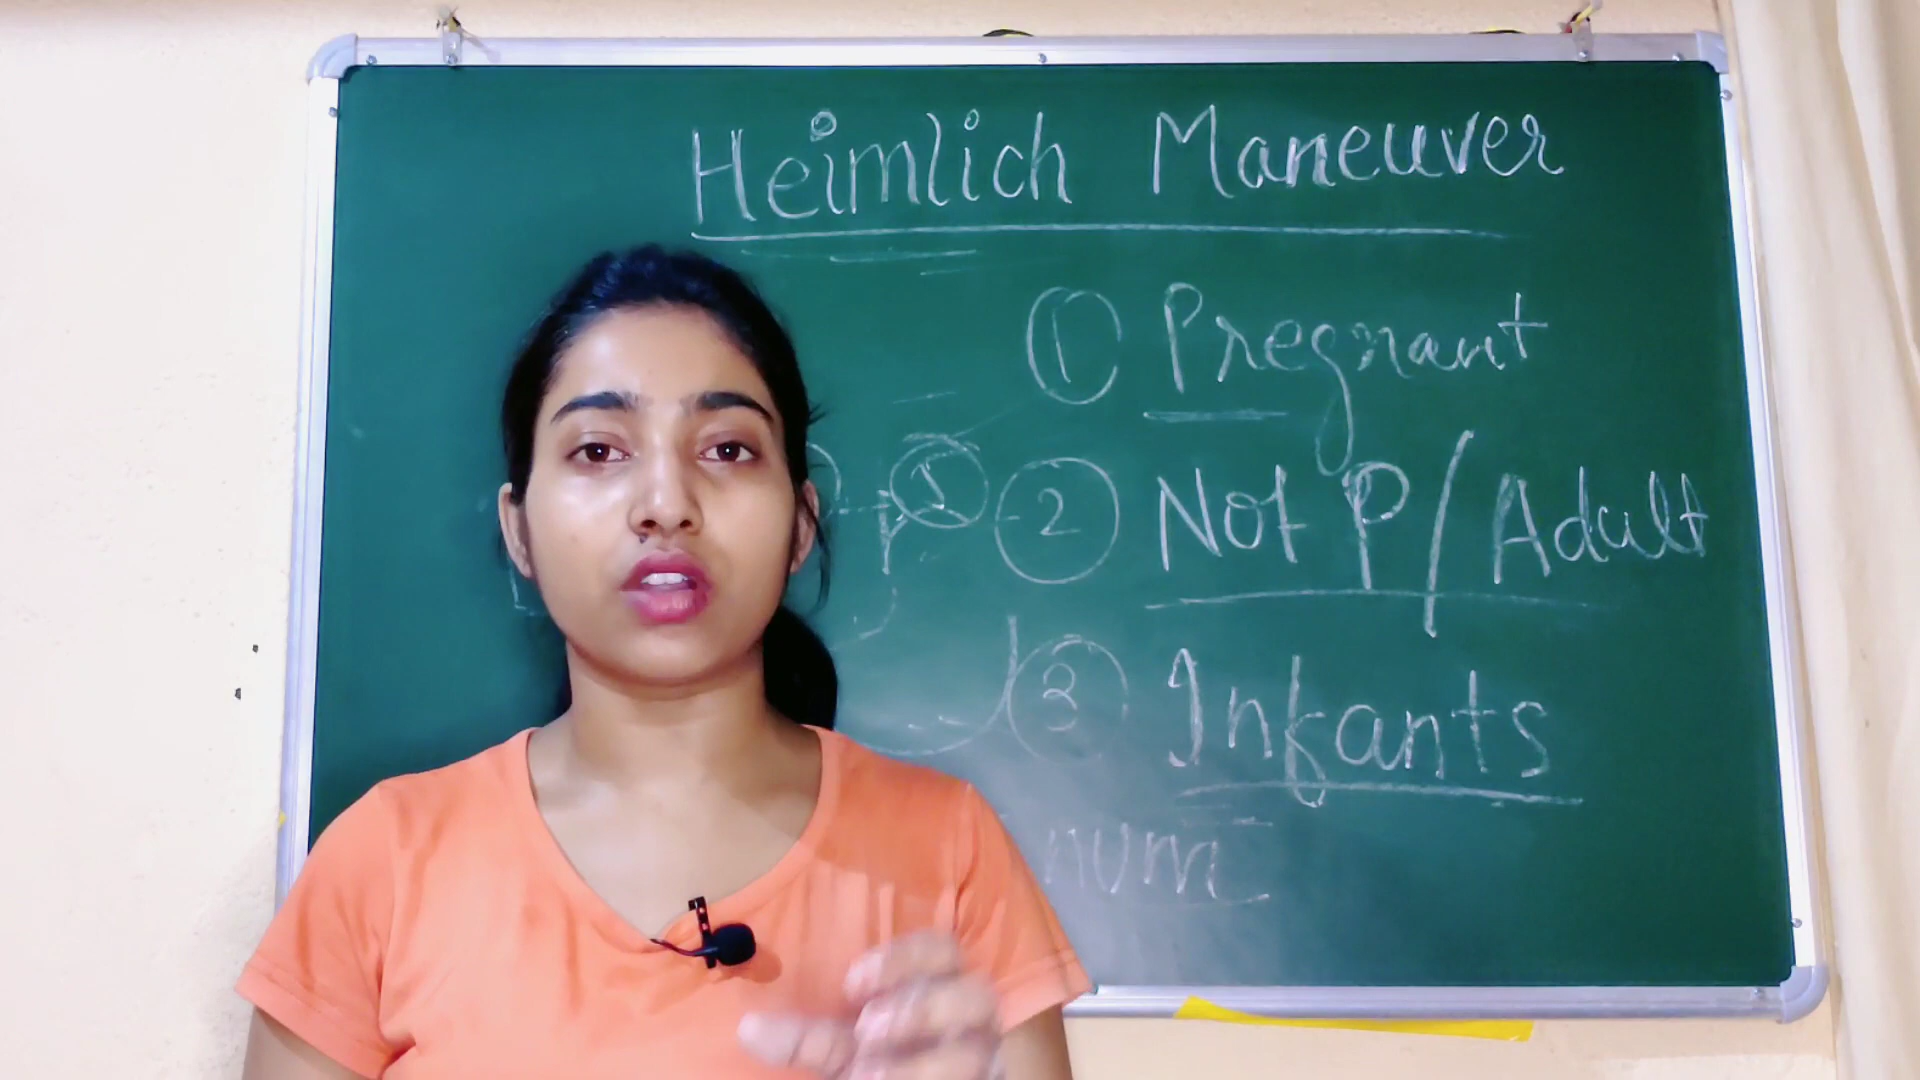 Heimlich Maneuver
① Pregnant
② Not P/Adult
③ Infants